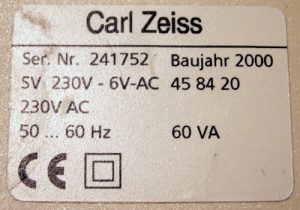 Carl Zeiss
Ser. Nr. 241752 Baujahr 2000
SV 230V - 6V-AC 45 84 20
230V AC
50 ... 60 Hz 60 VA
CE